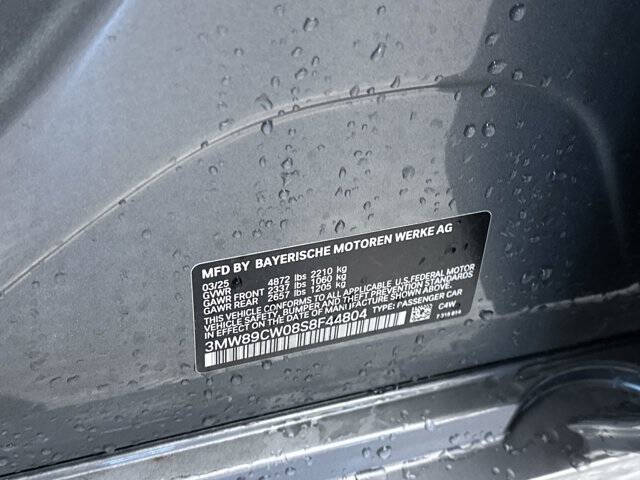 MFD BY BAYERISCHE MOTOREN WERKE AG
03/25
GVWR 4872 lbs 2210 kg
GAWR FRONT 2337 lbs 1060 kg
GAWR REAR 2657 lbs 1205 kg
THIS VEHICLE CONFORMS TO ALL APPLICABLE U.S. FEDERAL MOTOR
VEHICLE SAFETY, BUMPER, AND THEFT PREVENTION STANDARDS
IN EFFECT ON THE DATE OF MANUFACTURE SHOWN ABOVE.
3MW89CW08S8F44804 TYPE: PASSENGER CAR
C4W